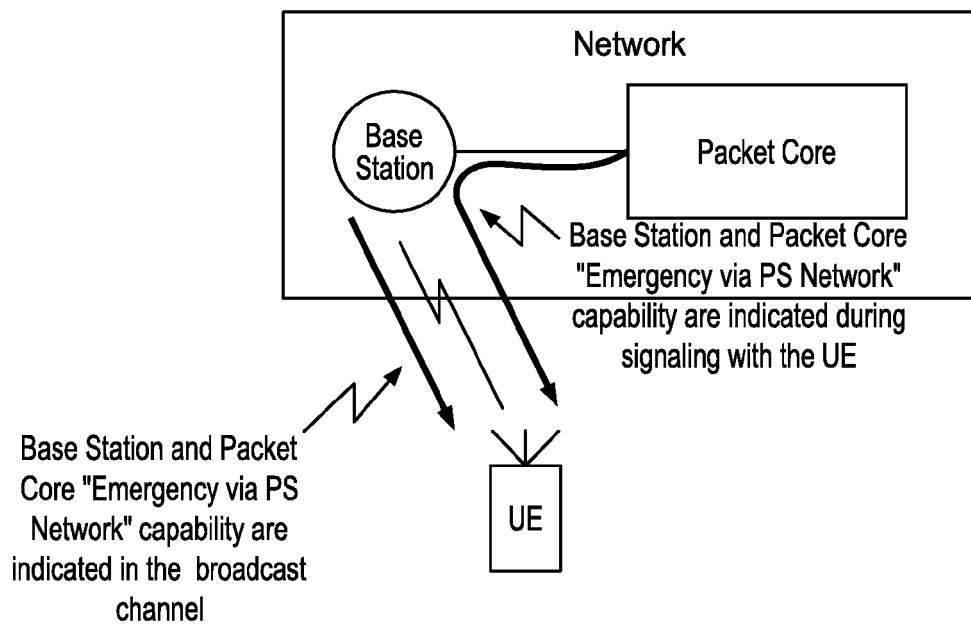 Network
Base
Station
Packet Core
Base Station and Packet Core
"Emergency via PS Network"
capability are indicated during
signaling with the UE
Base Station and Packet
Core "Emergency via PS
Network" capability are
indicated in the broadcast
channel
UE